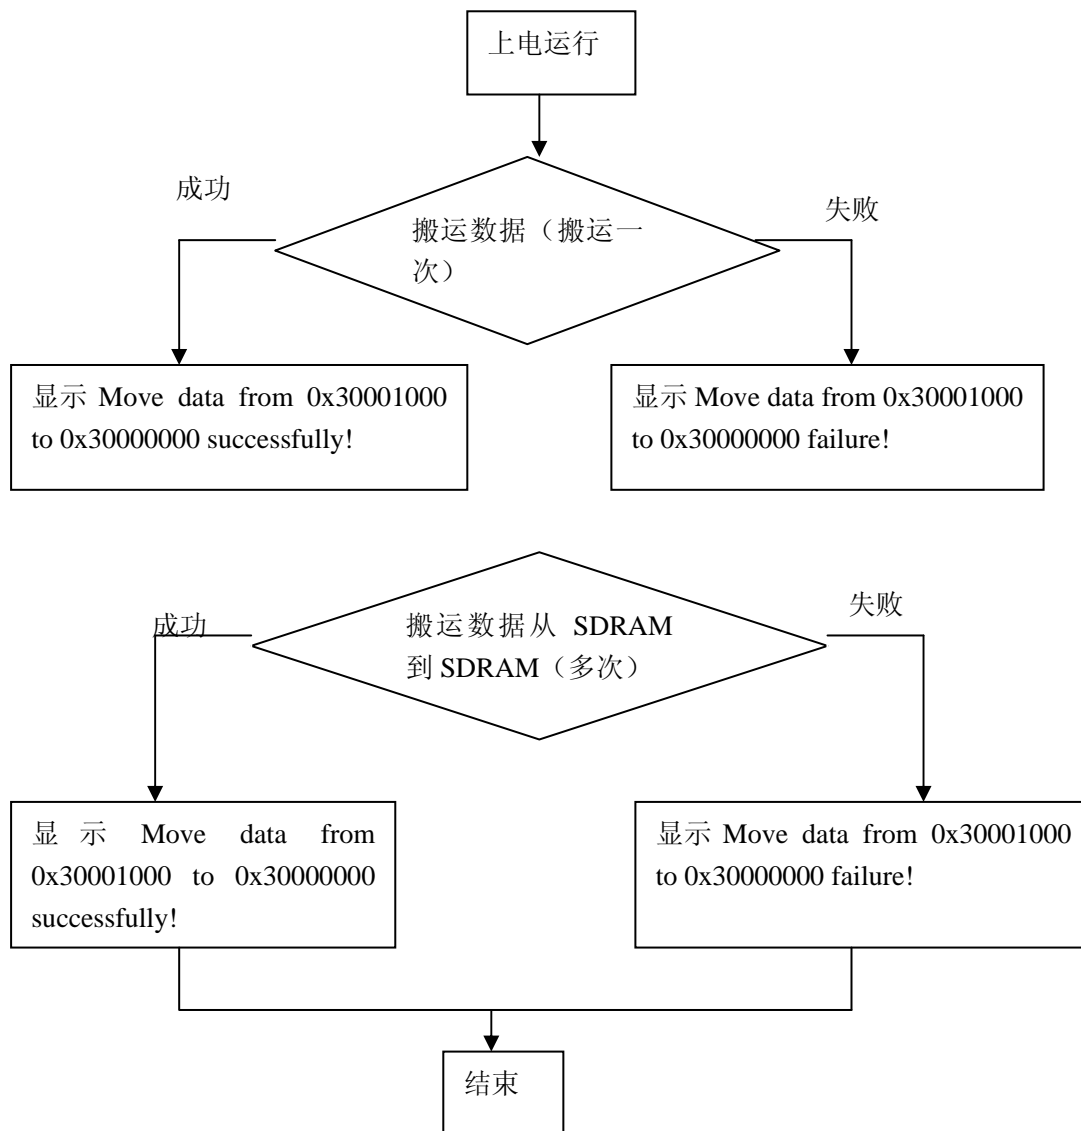 上电运行
成功
失败
搬运数据（搬运一
次）
显示 Move data from 0x30001000
to 0x30000000 successfully!
显示 Move data from 0x30001000
to 0x30000000 failure!
成功
失败
搬运数据从 SDRAM
到 SDRAM（多次）
显示 Move data from
0x30001000 to 0x30000000
successfully!
显示 Move data from 0x30001000
to 0x30000000 failure!
结束